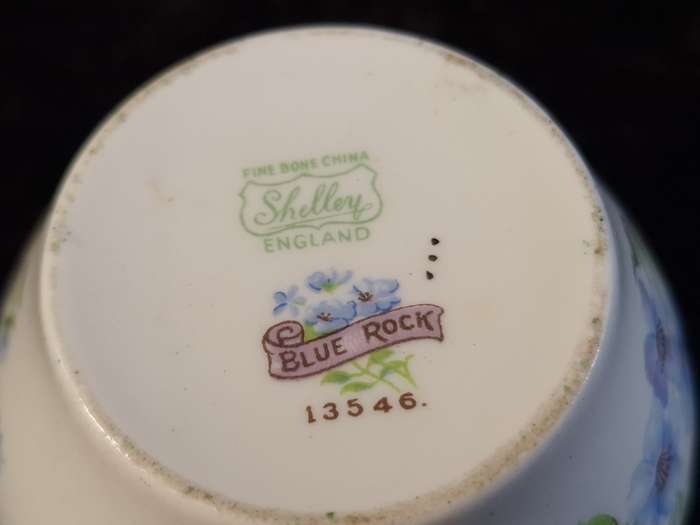 FINE BONE CHINA
Shelley
ENGLAND
BLUE ROCK
13546.